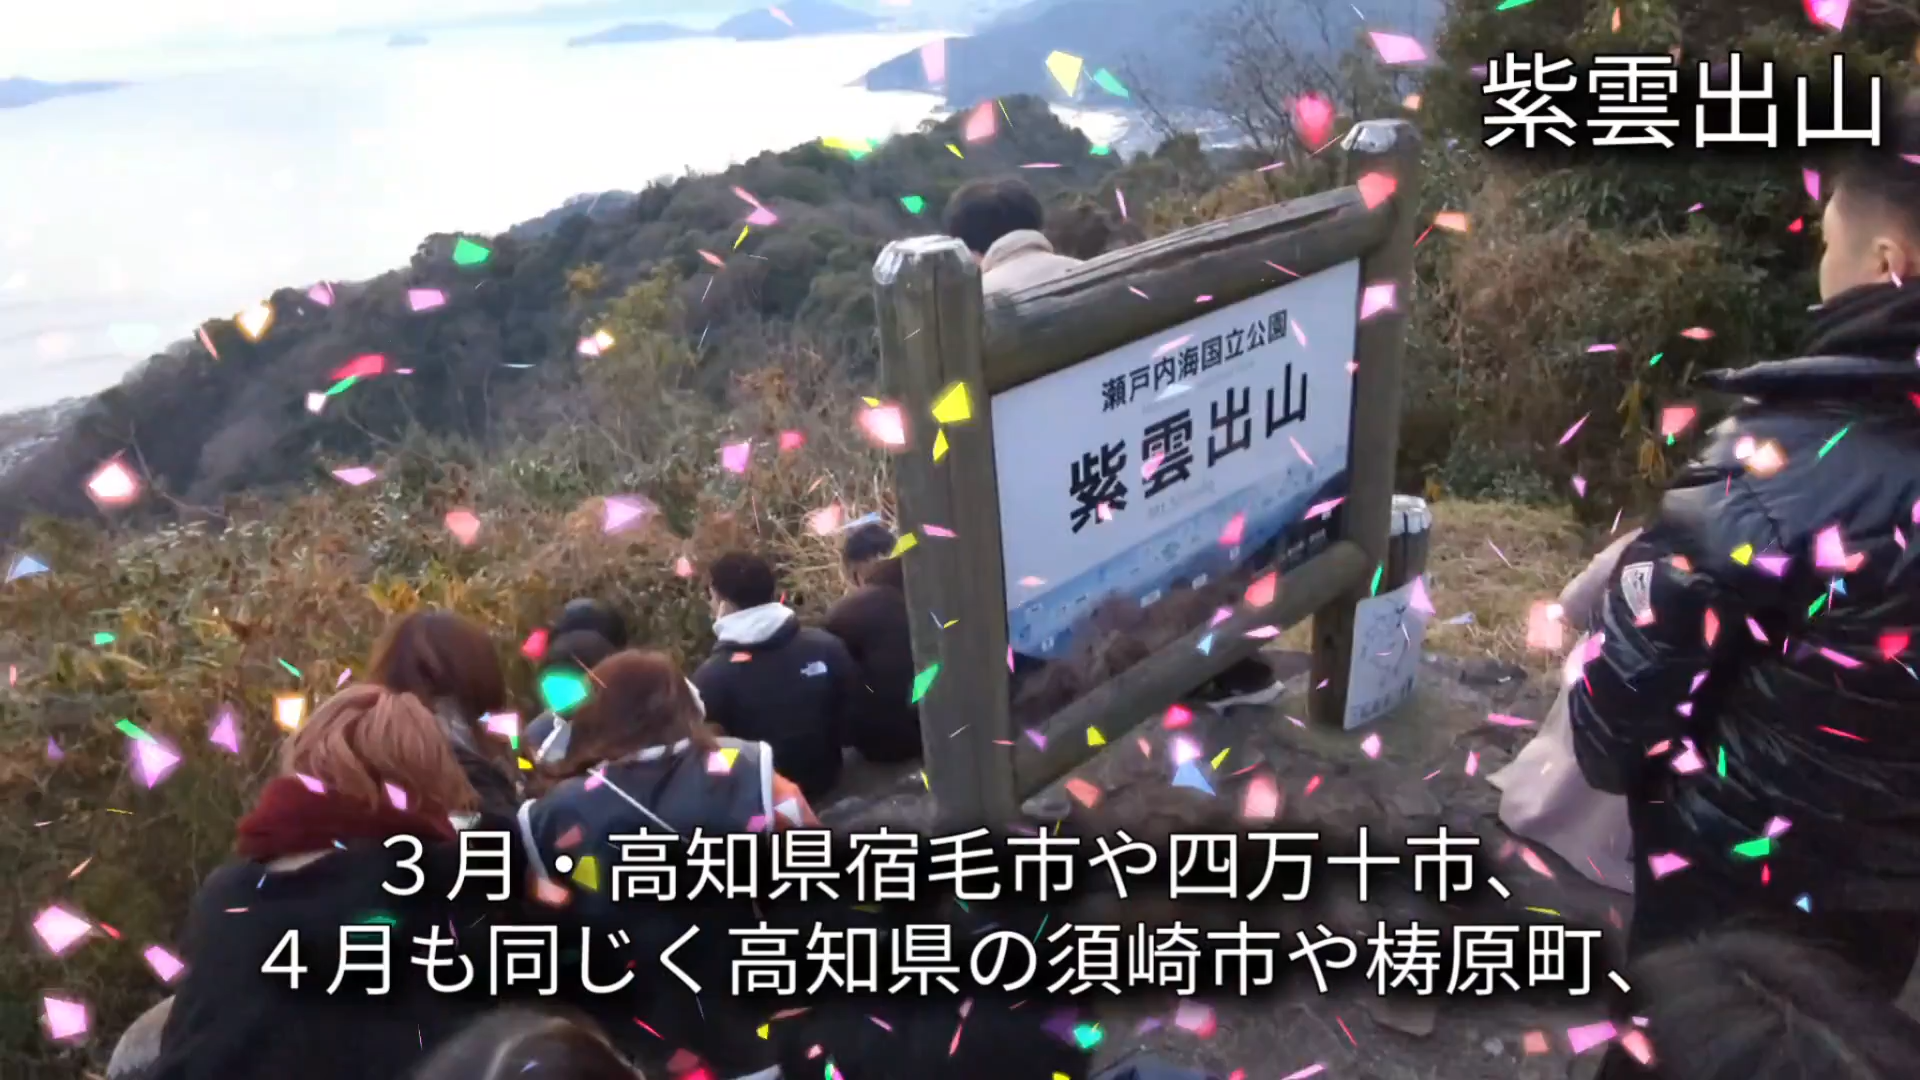 紫雲出山
瀬戸内海国立公園
紫雲出山
３月・高知県宿毛市や四万十市、
４月も同じく高知県の須崎市や梼原町、